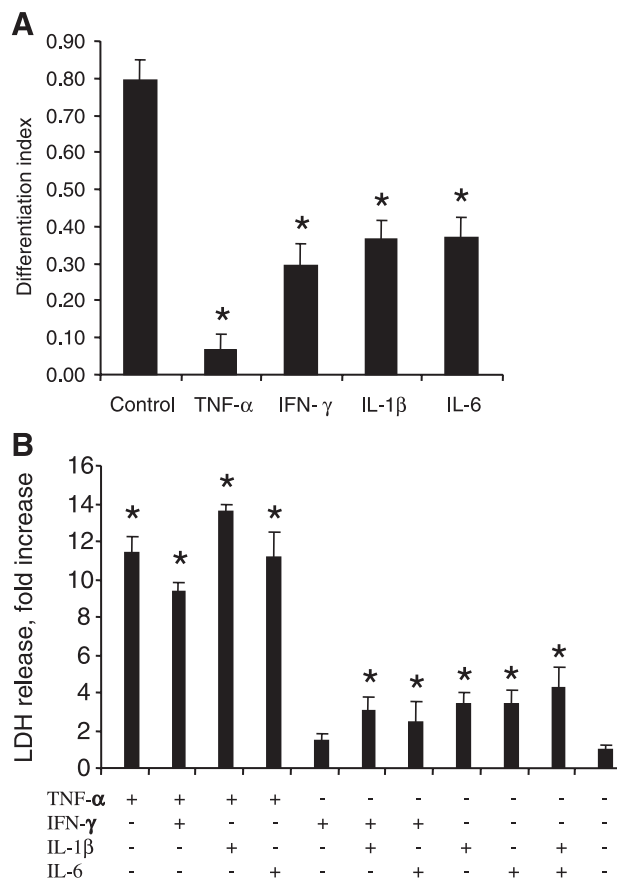 A
Differentiation index
0.90
0.80
0.70
0.60
0.50
0.40
0.30
0.20
0.10
0.00
* * * *
Control TNF-α IFN- γ IL-1β IL-6
B
LDH release, fold increase
16
14
12
10
8
6
4
2
0
* * * * * * * * *
TNF-α + + + + - - - - - - -
IFN-γ - + - - + + + - - - -
IL-1β - - + - - + - + - + -
IL-6 - - - + - - + - + + -